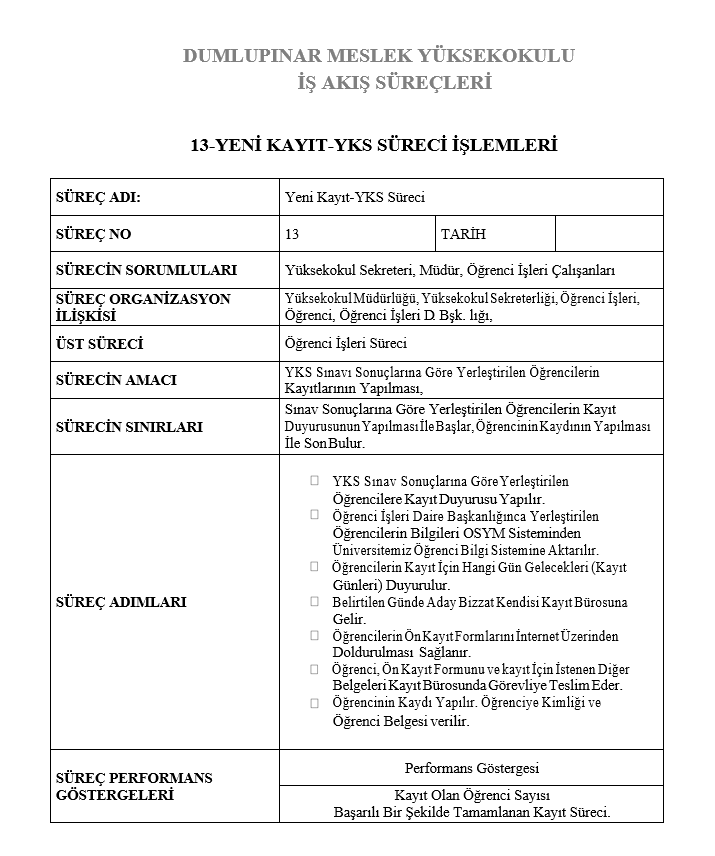 DUMLUPINAR MESLEK YÜKSEKOKULU
İŞ AKIŞ SÜREÇLERİ
13-YENİ KAYIT-YKS SÜRECİ İŞLEMLERİ
SÜREÇ ADI:
Yeni Kayıt-YKS Süreci
SÜREÇ NO
13
TARİH
SÜRECİN SORUMLULARI
Yüksekokul Sekreteri, Müdür, Öğrenci İşleri Çalışanları
SÜREÇ ORGANİZASYON
İLİŞKİSİ
Yüksekokul Müdürlüğü, Yüksekokul Sekreterliği, Öğrenci İşleri,
Öğrenci, Öğrenci İşleri D. Bşk. lığı,
ÜST SÜRECİ
Öğrenci İşleri Süreci
SÜRECİN AMACI
YKS Sınavı Sonuçlarına Göre Yerleştirilen Öğrencilerin
Kayıtlarının Yapılması,
SÜRECİN SINIRLARI
Sınav Sonuçlarına Göre Yerleştirilen Öğrencilerin Kayıt
Duyurusunun Yapılması İle Başlar, Öğrencinin Kaydının Yapılması
İle Son Bulur.
SÜREÇ ADIMLARI
YKS Sınav Sonuçlarına Göre Yerleştirilen
Öğrencilere Kayıt Duyurusu Yapılır.
Öğrenci İşleri Daire Başkanlığınca Yerleştirilen
Öğrencilerin Bilgileri OSYM Sisteminden
Üniversitemiz Öğrenci Bilgi Sistemine Aktarılır.
Öğrencilerin Kayıt İçin Hangi Gün Gelecekleri (Kayıt
Günleri) Duyurulur.
Belirtilen Günde Aday Bizzat Kendisi Kayıt Bürosuna
Gelir.
Öğrencilerin Ön Kayıt Formlarını İnternet Üzerinden
Doldurulması Sağlanır.
Öğrenci, Ön Kayıt Formunu ve kayıt İçin İstenen Diğer
Belgeleri Kayıt Bürosunda Görevliye Teslim Eder.
Öğrencinin Kaydı Yapılır. Öğrenciye Kimliği ve
Öğrenci Belgesi verilir.
SÜREÇ PERFORMANS
GÖSTERGELERİ
Performans Göstergesi
Kayıt Olan Öğrenci Sayısı
Başarılı Bir Şekilde Tamamlanan Kayıt Süreci.